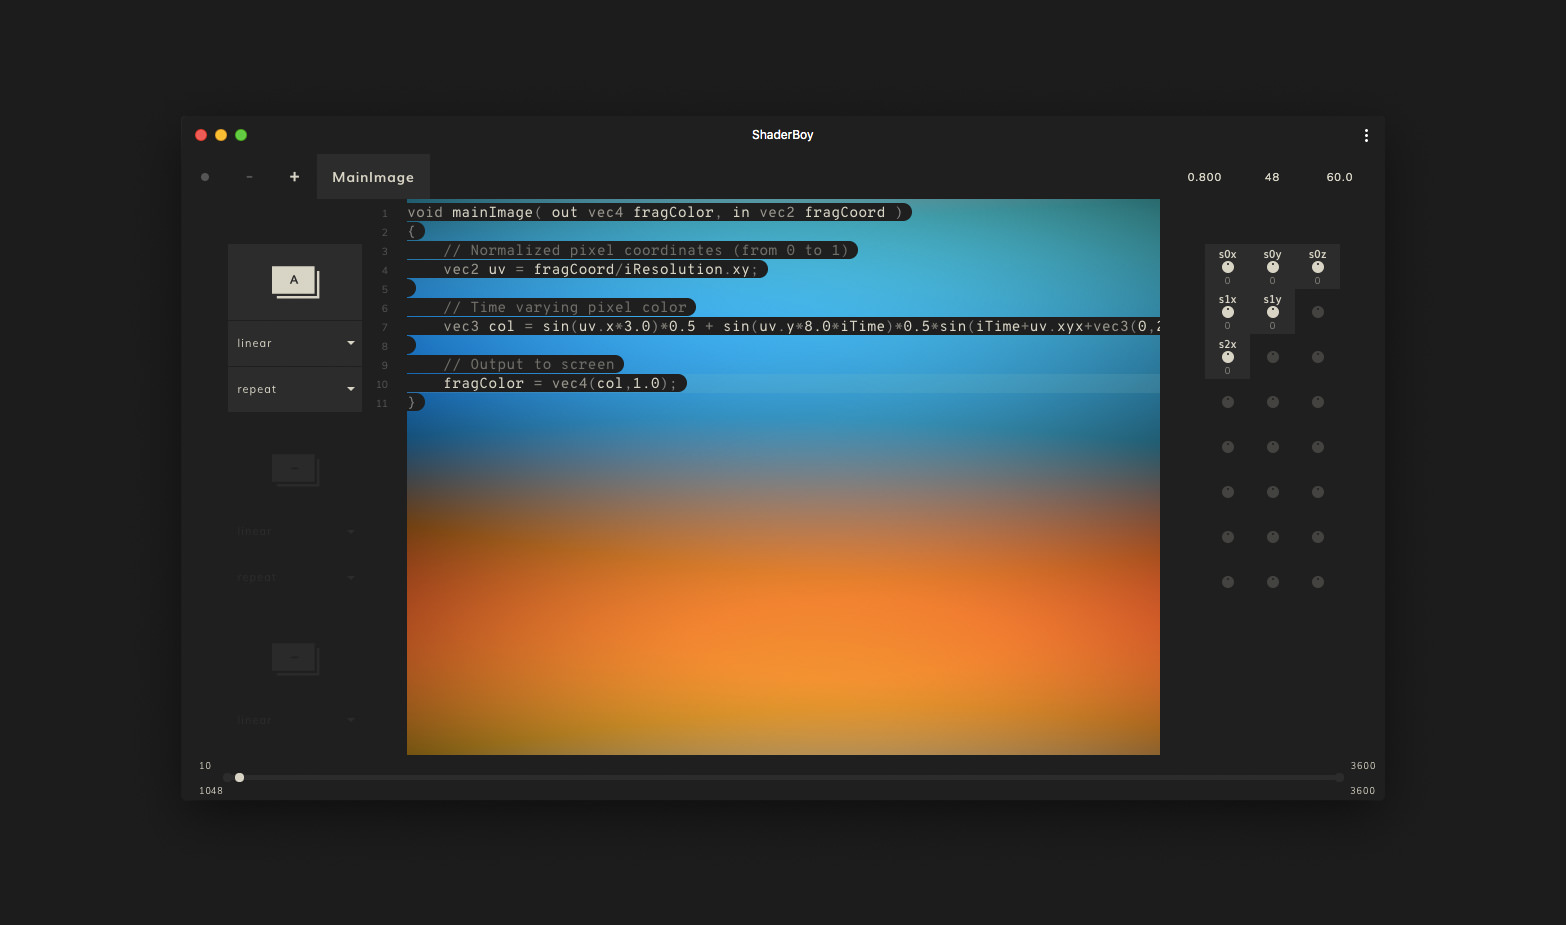 ShaderBoy
- + MainImage 0.800 48 60.0
1 void mainImage( out vec4 fragColor, in vec2 fragCoord )
2 {
3 // Normalized pixel coordinates (from 0 to 1)
4 vec2 uv = fragCoord/iResolution.xy;
5
6 // Time varying pixel color
7 vec3 col = sin(uv.x*3.0)*0.5 + sin(uv.y*8.0*iTime)*0.5*sin(iTime+uv.xyx+vec3(0,2
8
9 // Output to screen
10 fragColor = vec4(col,1.0);
11 }
A
linear
repeat
-
linear
repeat
-
linear
s0x s0y s0z
0 0 0
s1x s1y
0 0
s2x
0
10 3600
1048 3600